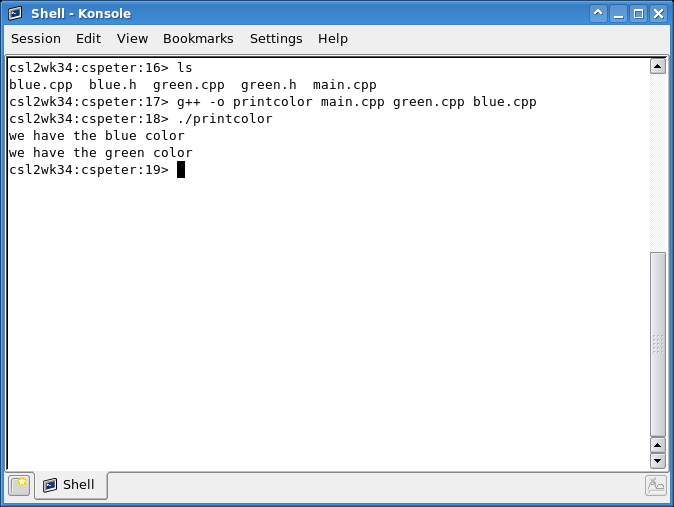 Shell - Konsole
Session Edit View Bookmarks Settings Help
csl2wk34:cspeter:16> ls
blue.cpp  blue.h  green.cpp  green.h  main.cpp
csl2wk34:cspeter:17> g++ -o printcolor main.cpp green.cpp blue.cpp
csl2wk34:cspeter:18> ./printcolor
we have the blue color
we have the green color
csl2wk34:cspeter:19>
Shell